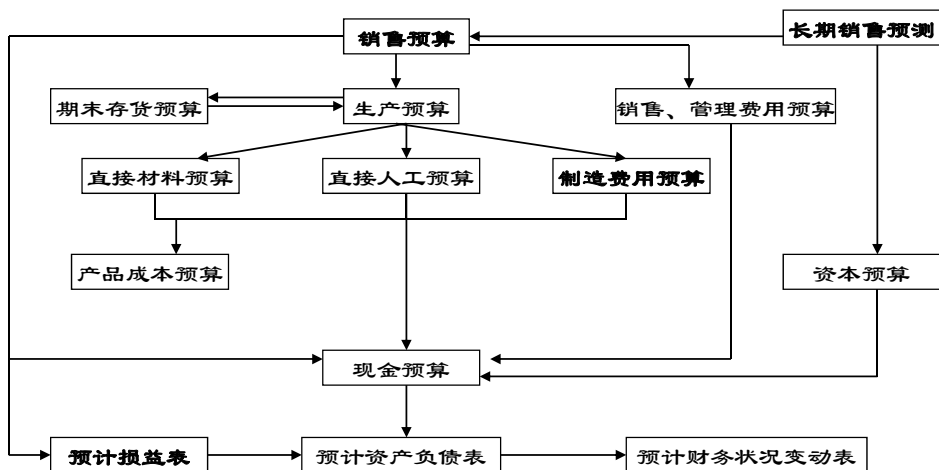 销售预算
长期销售预测
期末存货预算
生产预算
销售、管理费用预算
直接材料预算
直接人工预算
制造费用预算
产品成本预算
资本预算
现金预算
预计损益表
预计资产负债表
预计财务状况变动表